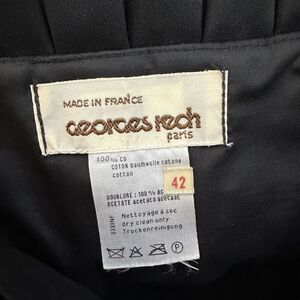 MADE IN FRANCE
georges rech
paris
100% CO
COTON baumwolle cotone
cotton
42
DOUBLURE : 100 % AC
ACETATE acetato acetaat
Nettoyage à sec
dry clean only
Trockenreinigung
P